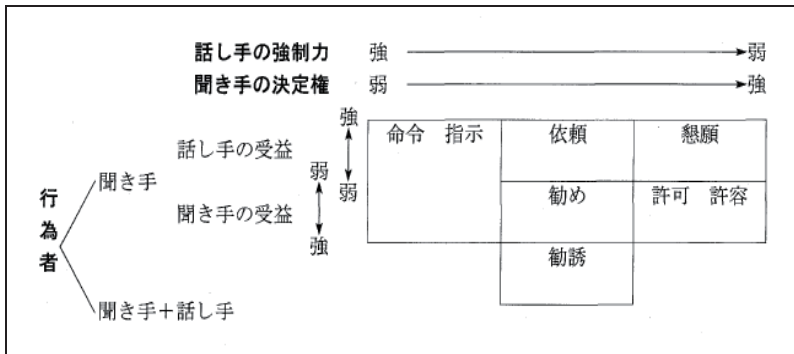 話し手の強制力 強 弱
聞き手の決定権 弱 強
強
命令 指示 依頼 懇願
話し手の受益
弱
聞き手
弱
勧め 許可 許容
行為者
聞き手の受益
強
勧誘
聞き手＋話し手